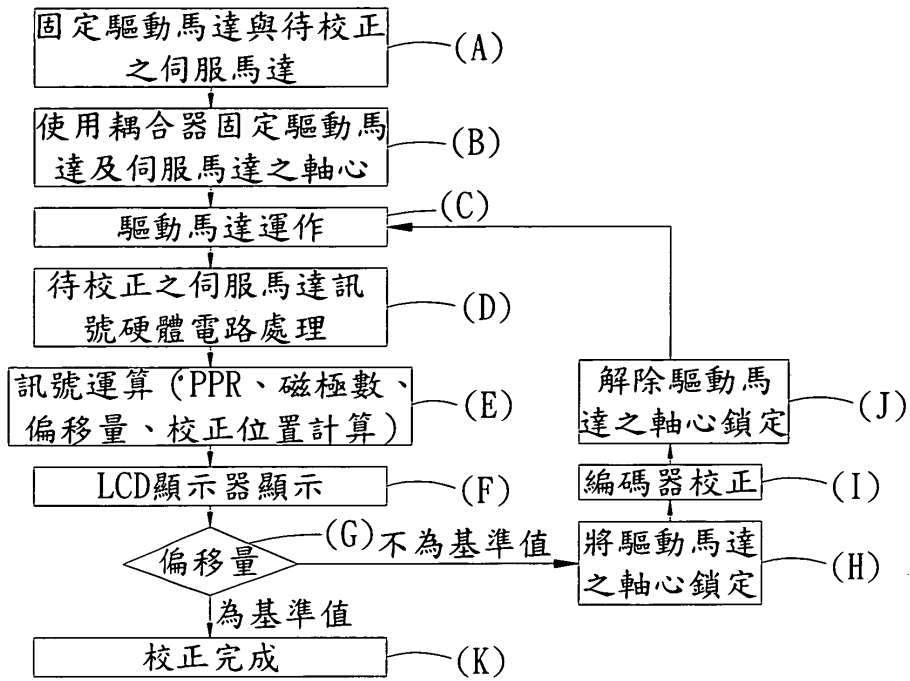 固定驅動馬達與待校正
之伺服馬達
(A)
使用耦合器固定驅動馬
達及伺服馬達之軸心
(B)
驅動馬達運作
(C)
待校正之伺服馬達訊
號硬體電路處理
(D)
訊號運算(PPR、磁極數、
偏移量、校正位置計算)
(E)
LCD顯示器顯示
(F)
偏移量
(G)
不為基準值
為基準值
將驅動馬達
之軸心鎖定
(H)
編碼器校正
(I)
解除驅動馬
達之軸心鎖定
(J)
校正完成
(K)